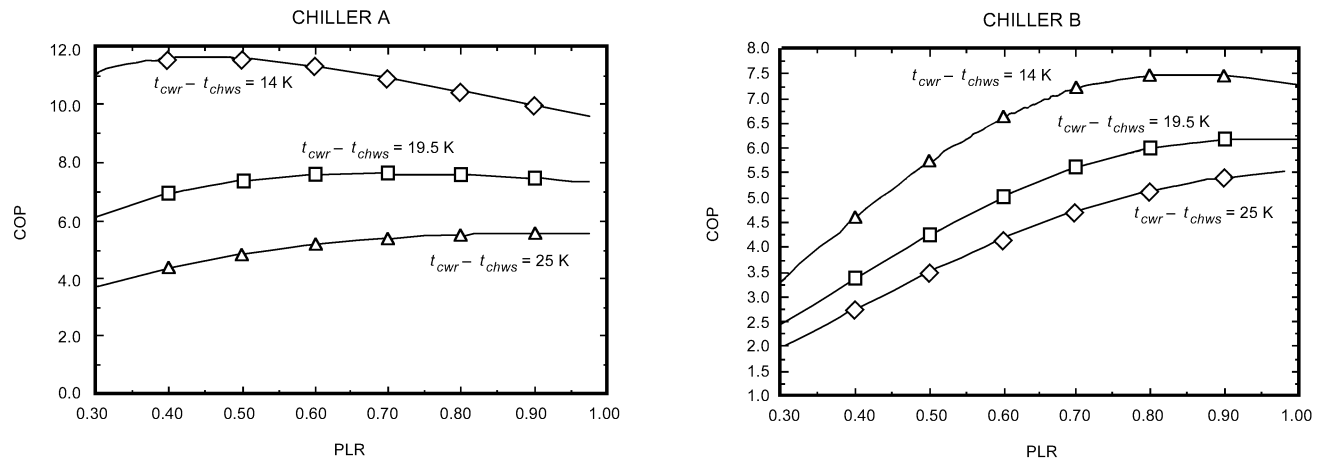 CHILLER A
12.0
10.0
8.0
6.0
4.0
2.0
0.0
COP
t_cwr – t_chws = 14 K
t_cwr – t_chws = 19.5 K
t_cwr – t_chws = 25 K
0.30 0.40 0.50 0.60 0.70 0.80 0.90 1.00
PLR
CHILLER B
8.0
7.5
7.0
6.5
6.0
5.5
5.0
4.5
4.0
3.5
3.0
2.5
2.0
1.5
1.0
COP
t_cwr – t_chws = 14 K
t_cwr – t_chws = 19.5 K
t_cwr – t_chws = 25 K
0.30 0.40 0.50 0.60 0.70 0.80 0.90 1.00
PLR